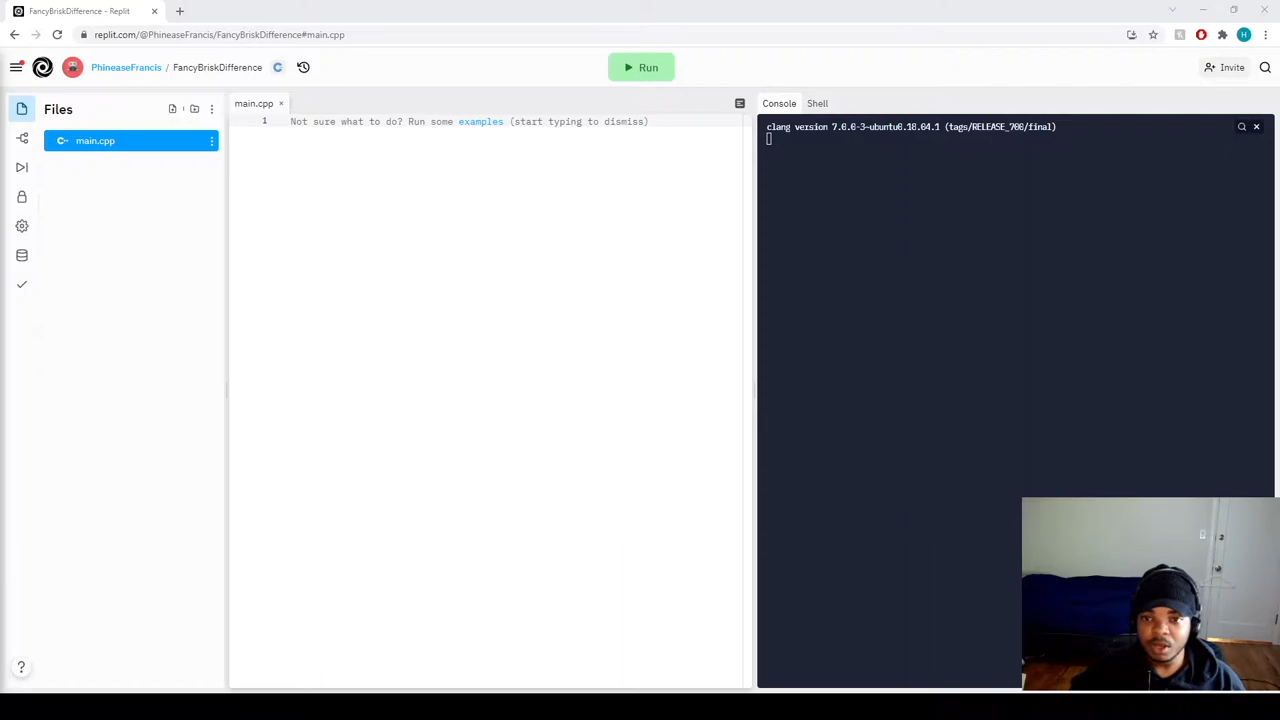 FancyBriskDifference - Replit
replit.com/@PhineaseFrancis/FancyBriskDifference#main.cpp
H
PhineaseFrancis / FancyBriskDifference
Run
Invite
Files
main.cpp
main.cpp
1 Not sure what to do? Run some examples (start typing to dismiss)
Console Shell
clang version 7.0.0-3~ubuntu0.18.04.1 (tags/RELEASE_700/final)
?